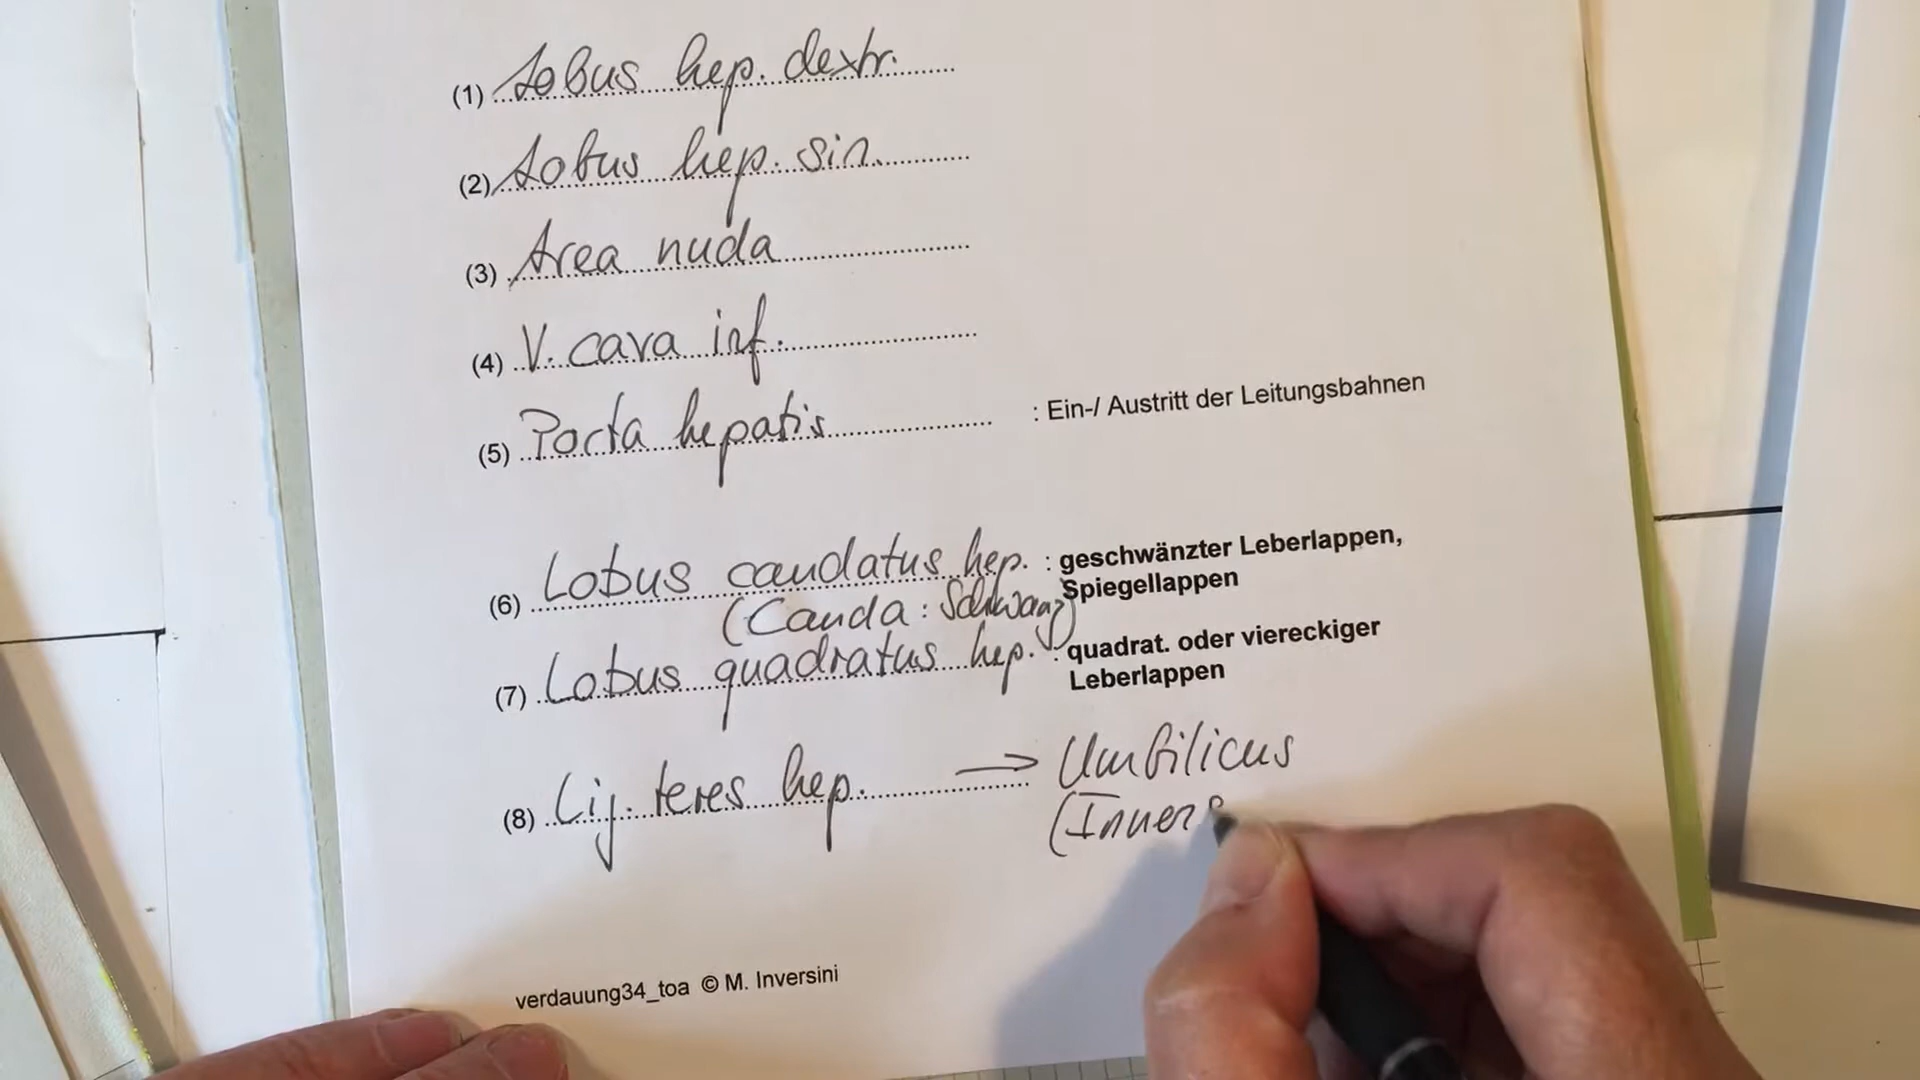 (1) Lobus hep. dextr.
(2) Lobus hep. sin.
(3) Area nuda
(4) V. cava inf.
(5) Porta hepatis : Ein-/ Austritt der Leitungsbahnen
(6) Lobus caudatus hep. : geschwänzter Leberlappen,
Spiegellappen
(Cauda : Schwanz)
(7) Lobus quadratus hep. : quadrat. oder viereckiger
Leberlappen
(8) Lig. teres hep. → Umbilicus
(Inner
verdauung34_toa © M. Inversini